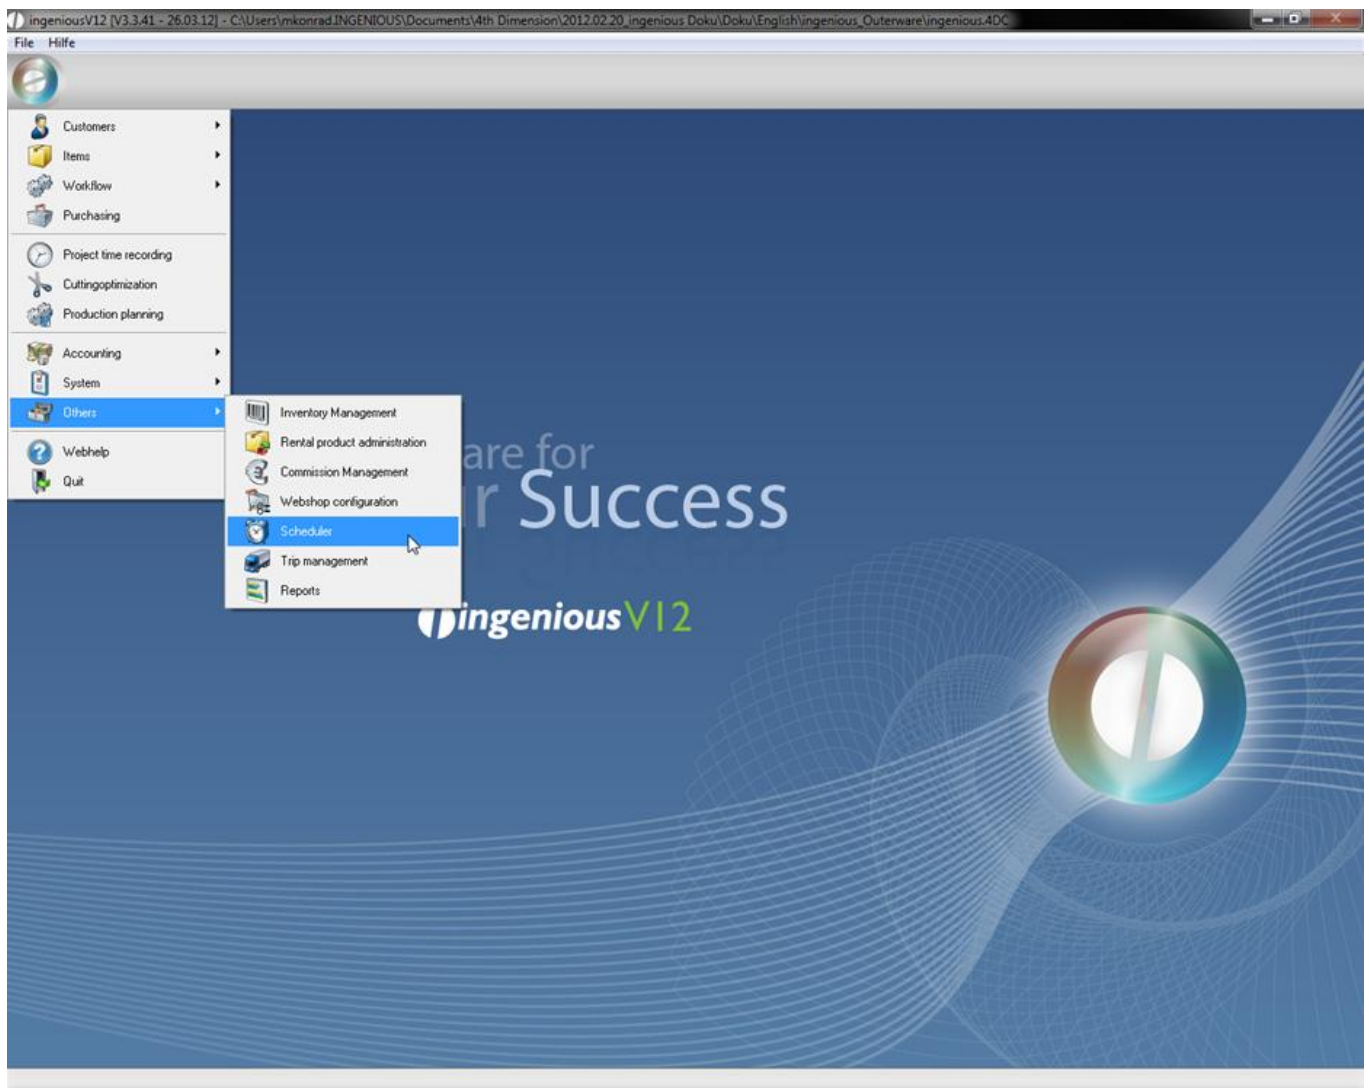 ingeniousV12 [V3.3.41 - 26.03.12] - C:\Users\mkonrad.INGENIOUS\Documents\4th Dimension\2012.02.20_ingenious Doku\Doku\English\ingenious_Outerware\ingenious.4DC
File Hilfe
Customers
Items
Workflow
Purchasing
Project time recording
Cuttingoptimization
Production planning
Accounting
System
Others
Webhelp
Quit
Inventory Management
Rental product administration
Commission Management
Webshop configuration
Scheduler
Trip management
Reports
are for
r Success
ingeniousV12